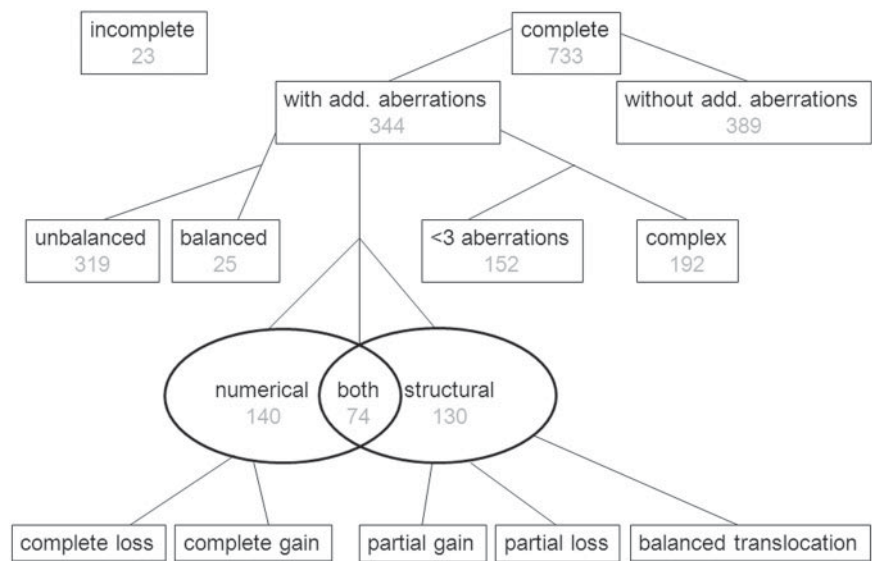 incomplete
23
complete
733
with add. aberrations
344
without add. aberrations
389
unbalanced
319
balanced
25
<3 aberrations
152
complex
192
numerical
140
both
74
structural
130
complete loss
complete gain
partial gain
partial loss
balanced translocation